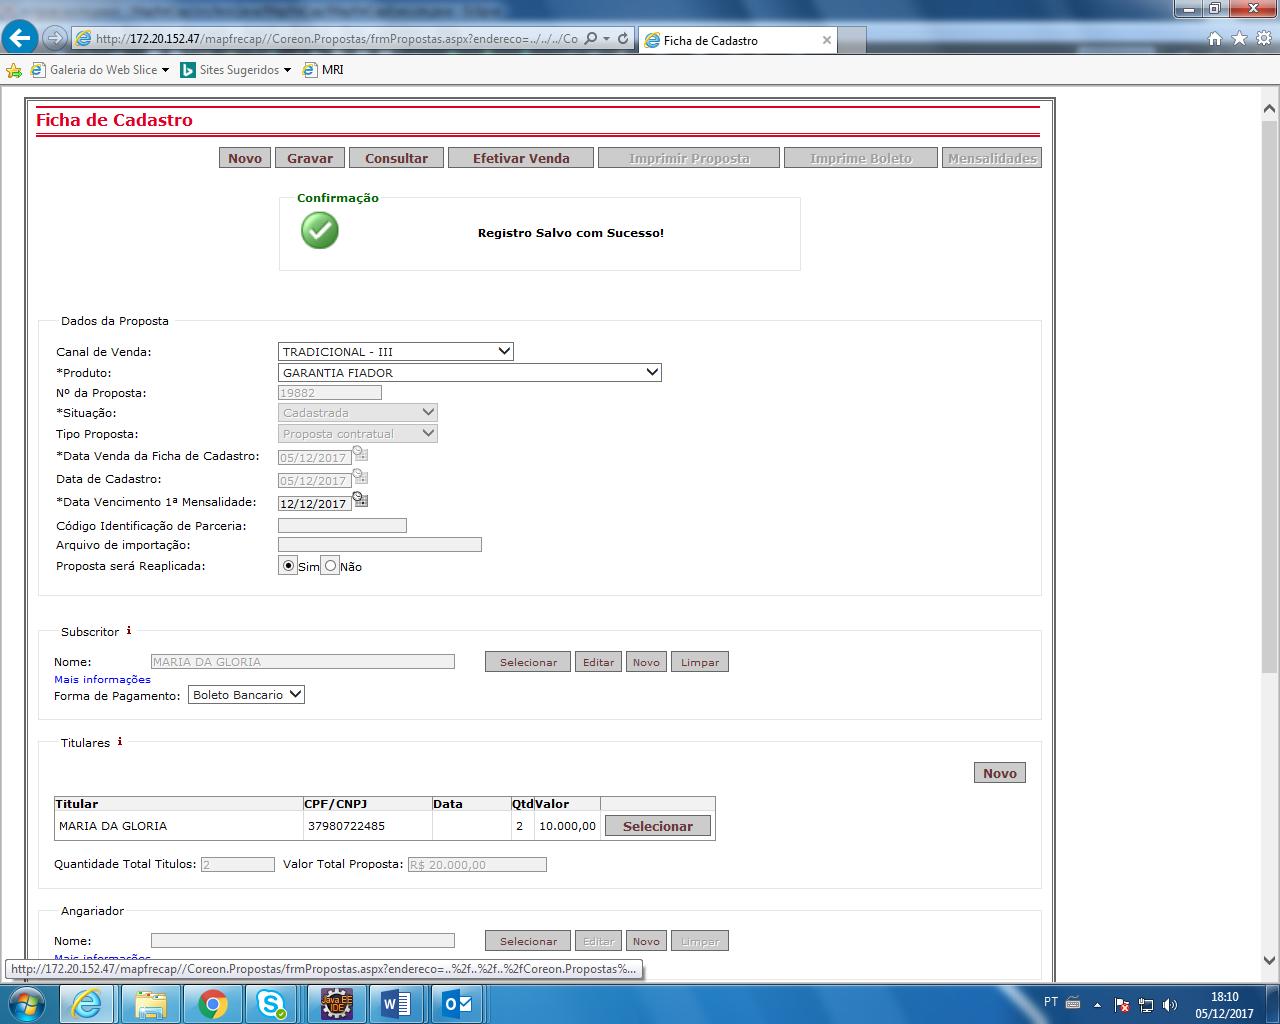 http://172.20.152.47/mapfrecap//Coreon.Propostas/frmPropostas.aspx?endereco=../../../Co
Ficha de Cadastro
Galeria do Web Slice
Sites Sugeridos
MRI
Ficha de Cadastro
Novo Gravar Consultar Efetivar Venda Imprimir Proposta Imprime Boleto Mensalidades
Confirmação
Registro Salvo com Sucesso!
Dados da Proposta
Canal de Venda: TRADICIONAL - III
*Produto: GARANTIA FIADOR
Nº da Proposta: 19882
*Situação: Cadastrada
Tipo Proposta: Proposta contratual
*Data Venda da Ficha de Cadastro: 05/12/2017
Data de Cadastro: 05/12/2017
*Data Vencimento 1ª Mensalidade: 12/12/2017
Código Identificação de Parceria:
Arquivo de importação:
Proposta será Reaplicada: Sim Não
Subscritor i
Nome: MARIA DA GLORIA Selecionar Editar Novo Limpar
Mais informações
Forma de Pagamento: Boleto Bancario
Titulares i
Novo
Titular CPF/CNPJ Data Qtd Valor
MARIA DA GLORIA 37980722485 2 10.000,00 Selecionar
Quantidade Total Titulos: 2 Valor Total Proposta: R$ 20.000,00
Angariador
Nome: Selecionar Editar Novo Limpar
Mais informações
http://172.20.152.47/mapfrecap//Coreon.Propostas/frmPropostas.aspx?endereco=..%2f..%2f..%2fCoreon.Propostas%...
Java EE
IDE
PT
18:10
05/12/2017